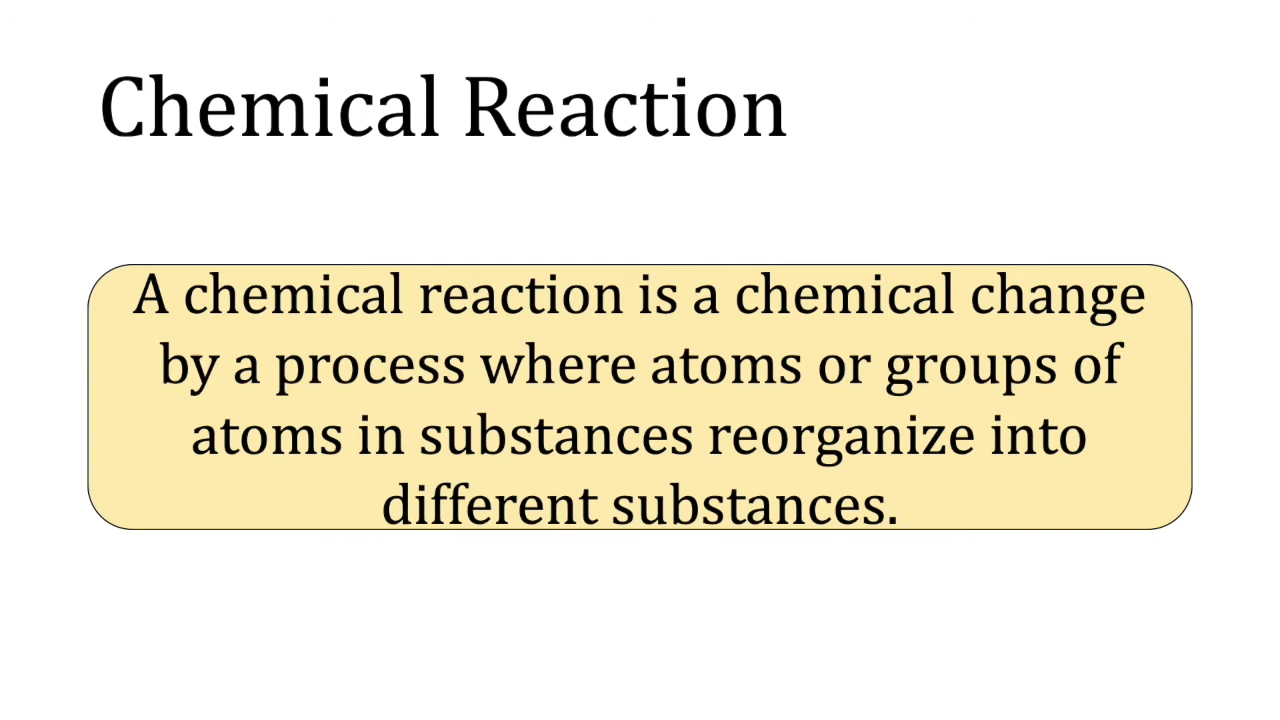 Chemical Reaction
A chemical reaction is a chemical change
by a process where atoms or groups of
atoms in substances reorganize into
different substances.